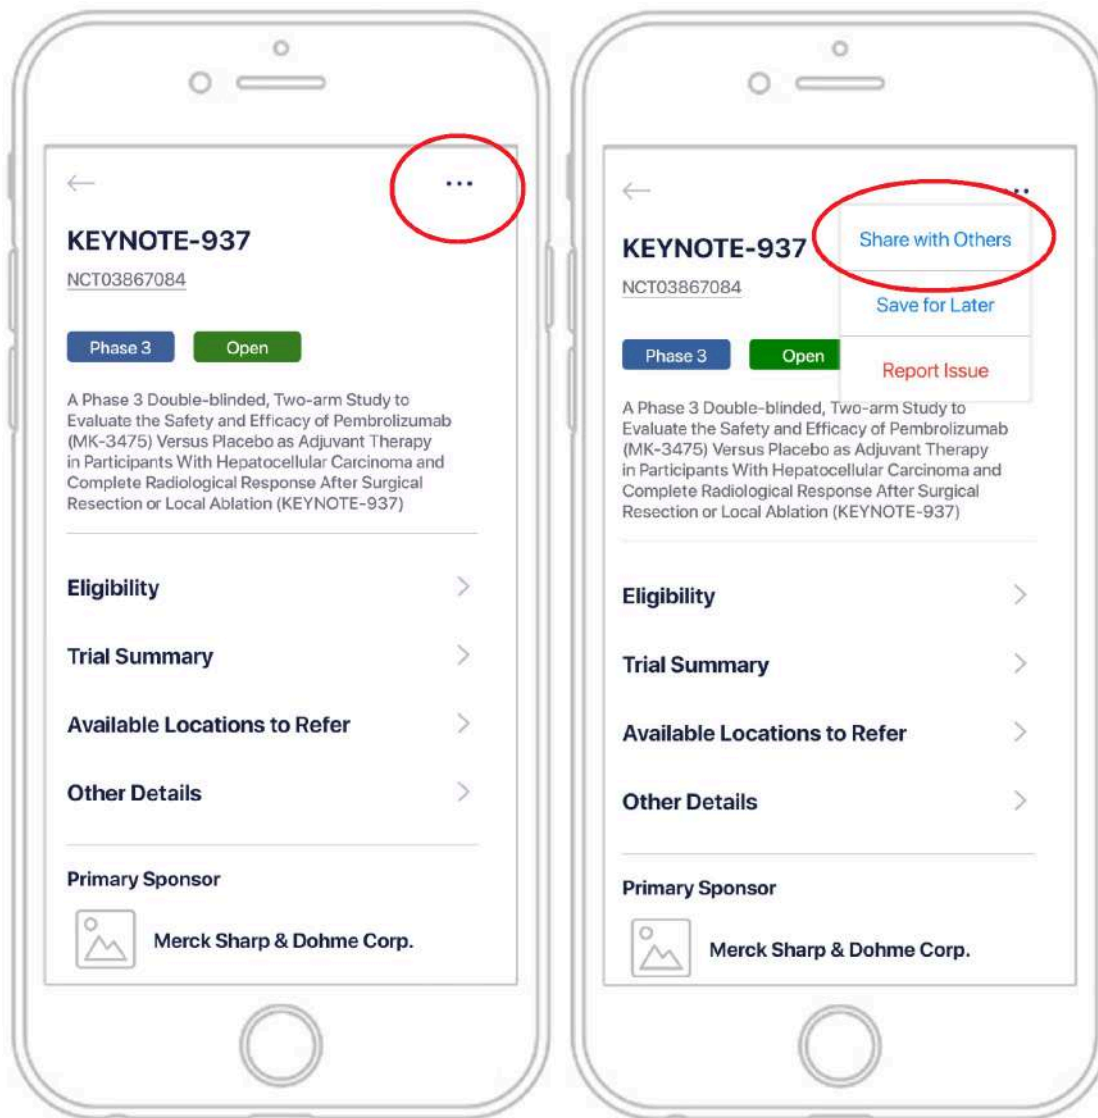 KEYNOTE-937
NCT03867084
Phase 3
Open
A Phase 3 Double-blinded, Two-arm Study to
Evaluate the Safety and Efficacy of Pembrolizumab
(MK-3475) Versus Placebo as Adjuvant Therapy
in Participants With Hepatocellular Carcinoma and
Complete Radiological Response After Surgical
Resection or Local Ablation (KEYNOTE-937)
Eligibility
Trial Summary
Available Locations to Refer
Other Details
Primary Sponsor
Merck Sharp & Dohme Corp.
KEYNOTE-937
NCT03867084
Share with Others
Save for Later
Report Issue
Phase 3
Open
A Phase 3 Double-blinded, Two-arm Study to
Evaluate the Safety and Efficacy of Pembrolizumab
(MK-3475) Versus Placebo as Adjuvant Therapy
in Participants With Hepatocellular Carcinoma and
Complete Radiological Response After Surgical
Resection or Local Ablation (KEYNOTE-937)
Eligibility
Trial Summary
Available Locations to Refer
Other Details
Primary Sponsor
Merck Sharp & Dohme Corp.